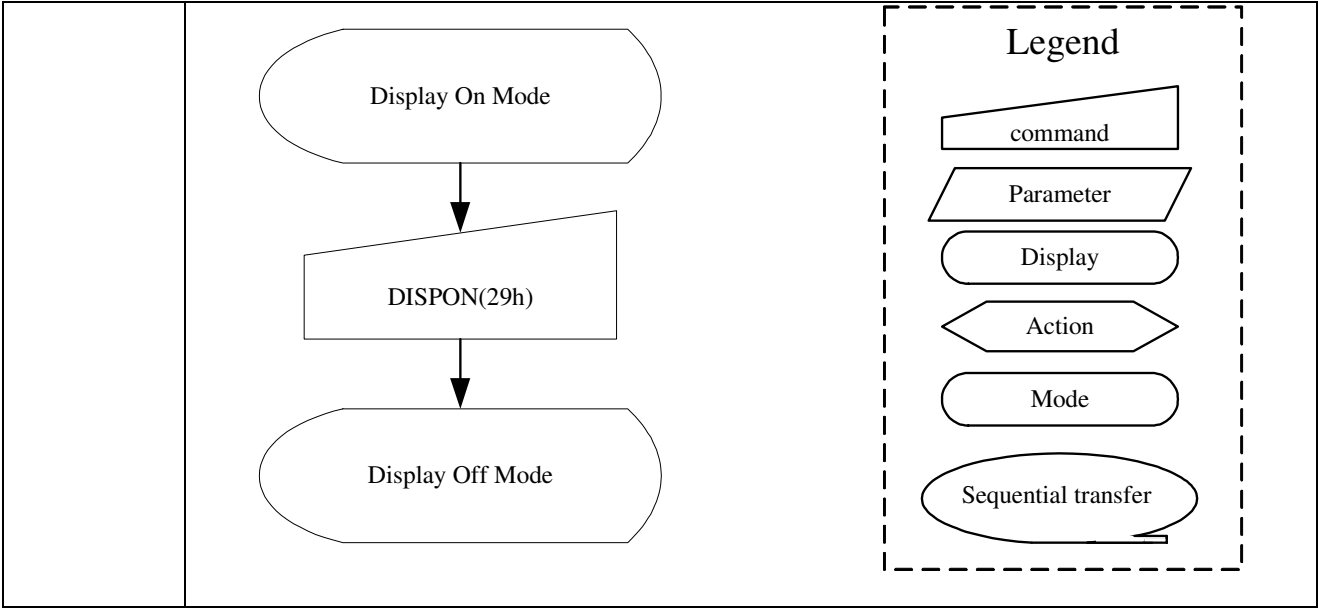 Display On Mode
DISPON(29h)
Display Off Mode
Legend
command
Parameter
Display
Action
Mode
Sequential transfer